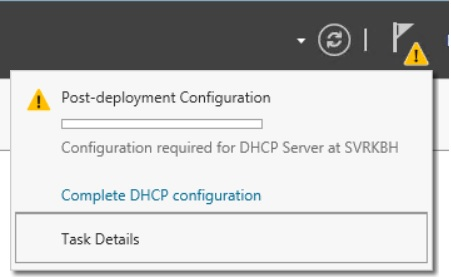 Post-deployment Configuration
Configuration required for DHCP Server at SVRKBH
Complete DHCP configuration
Task Details